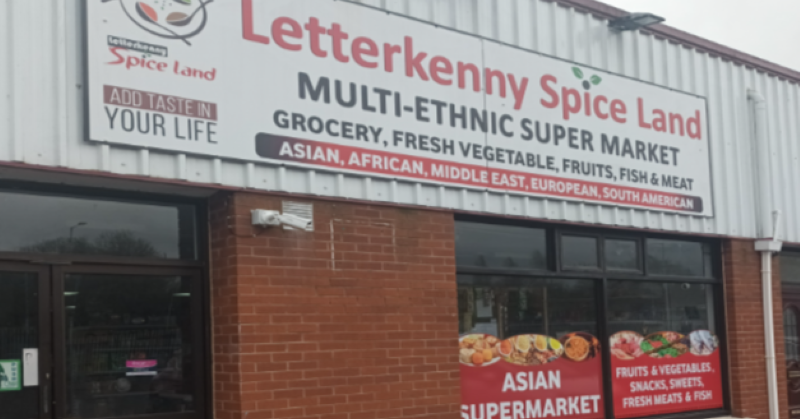 Letterkenny
Spice Land
ADD TASTE IN
YOUR LIFE
Letterkenny Spice Land
MULTI-ETHNIC SUPER MARKET
GROCERY, FRESH VEGETABLE, FRUITS, FISH & MEAT
ASIAN, AFRICAN, MIDDLE EAST, EUROPEAN, SOUTH AMERICAN
ASIAN
SUPERMARKET
FRUITS & VEGETABLES,
SNACKS, SWEETS,
FRESH MEATS & FISH